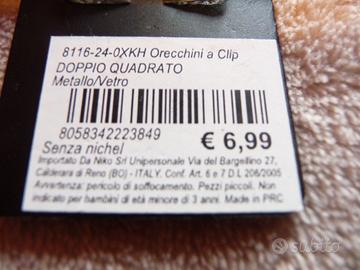 8116-24-0XKH Orecchini a Clip
DOPPIO QUADRATO
Metallo/Vetro
8058342223849
€ 6,99
Senza nichel
Importato Da Niko Srl Unipersonale Via del Bargellino 27,
Calderara di Reno (BO) - ITALY. Conf. Art. 6 e 7 D.L 206/2005
Avvertenza: pericolo di soffocamento. Pezzi piccoli. Non
indicato per bambini di età minore di 3 anni. Made in PRC
subito